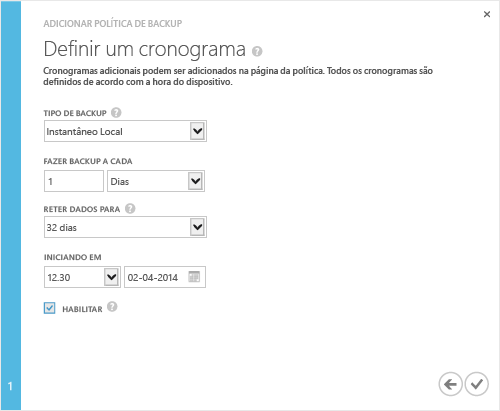 ADICIONAR POLÍTICA DE BACKUP
Definir um cronograma ?
Cronogramas adicionais podem ser adicionados na página da política. Todos os cronogramas são
definidos de acordo com a hora do dispositivo.
TIPO DE BACKUP ?
Instantâneo Local
FAZER BACKUP A CADA
1 Dias
RETER DADOS PARA ?
32 dias
INICIANDO EM
12.30 02-04-2014
HABILITAR ?
1